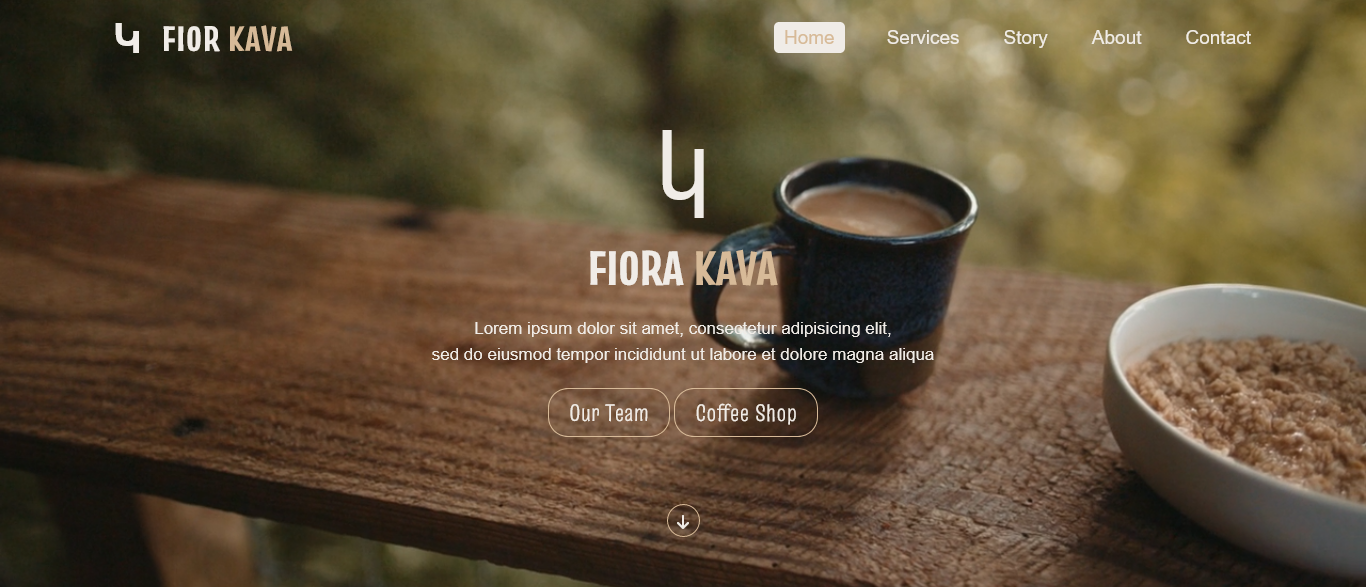 FIOR KAVA
Home Services Story About Contact
FIORA KAVA
Lorem ipsum dolor sit amet, consectetur adipisicing elit,
sed do eiusmod tempor incididunt ut labore et dolore magna aliqua
Our Team Coffee Shop